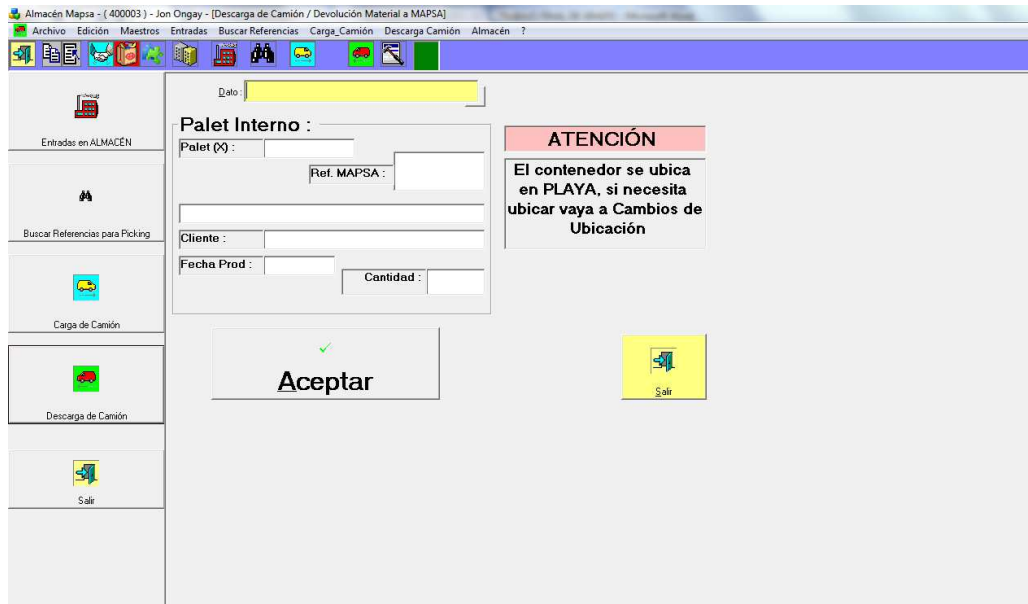 Almacén Mapsa - ( 400003 ) - Jon Ongay - [Descarga de Camión / Devolución Material a MAPSA]
Archivo Edición Maestros Entradas Buscar Referencias Carga_Camión Descarga Camión Almacén ?
Entradas en ALMACÉN
Buscar Referencias para Picking
Carga de Camión
Descarga de Camión
Salir
Dato :
Palet Interno :
Palet (X) :
Ref. MAPSA :
Cliente :
Fecha Prod :
Cantidad :
Aceptar
ATENCIÓN
El contenedor se ubica
en PLAYA, si necesita
ubicar vaya a Cambios de
Ubicación
Salir